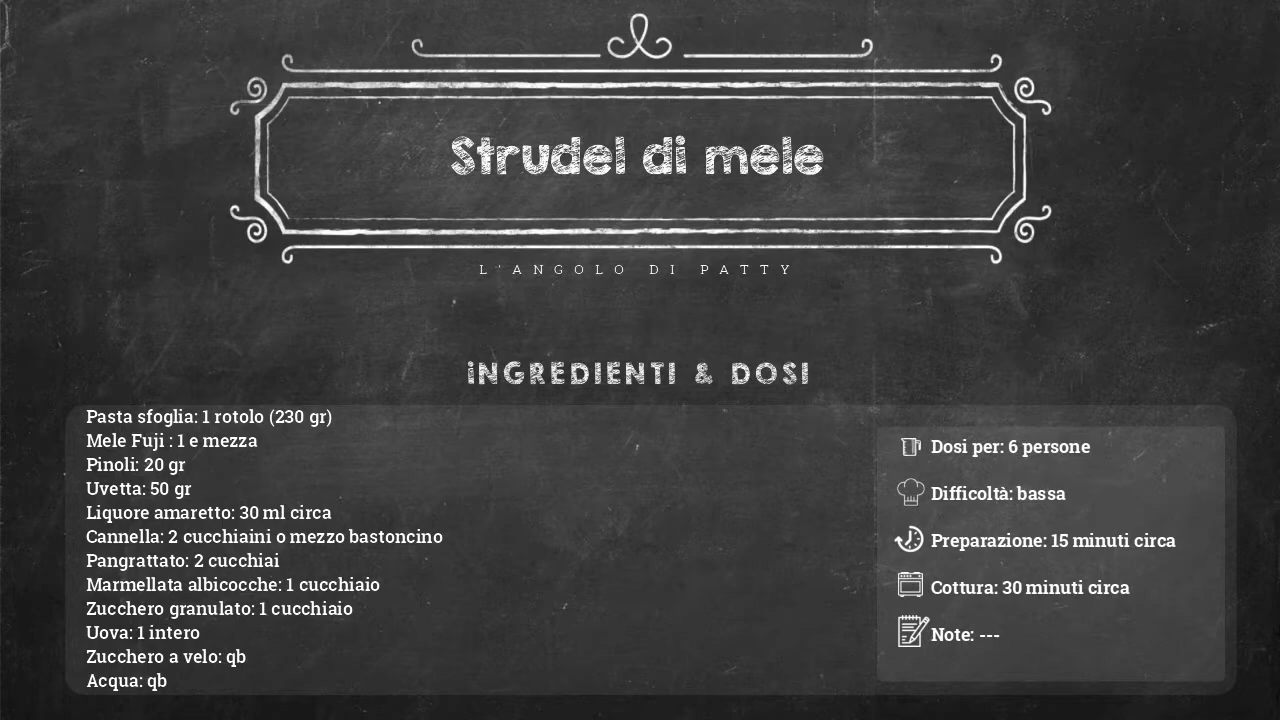 Strudel di mele
L'ANGOLO DI PATTY
iNGREDIENTI & DOSI
Pasta sfoglia: 1 rotolo (230 gr)
Mele Fuji : 1 e mezza
Pinoli: 20 gr
Uvetta: 50 gr
Liquore amaretto: 30 ml circa
Cannella: 2 cucchiaini o mezzo bastoncino
Pangrattato: 2 cucchiai
Marmellata albicocche: 1 cucchiaio
Zucchero granulato: 1 cucchiaio
Uova: 1 intero
Zucchero a velo: qb
Acqua: qb
Dosi per: 6 persone
Difficoltà: bassa
Preparazione: 15 minuti circa
Cottura: 30 minuti circa
Note: ---